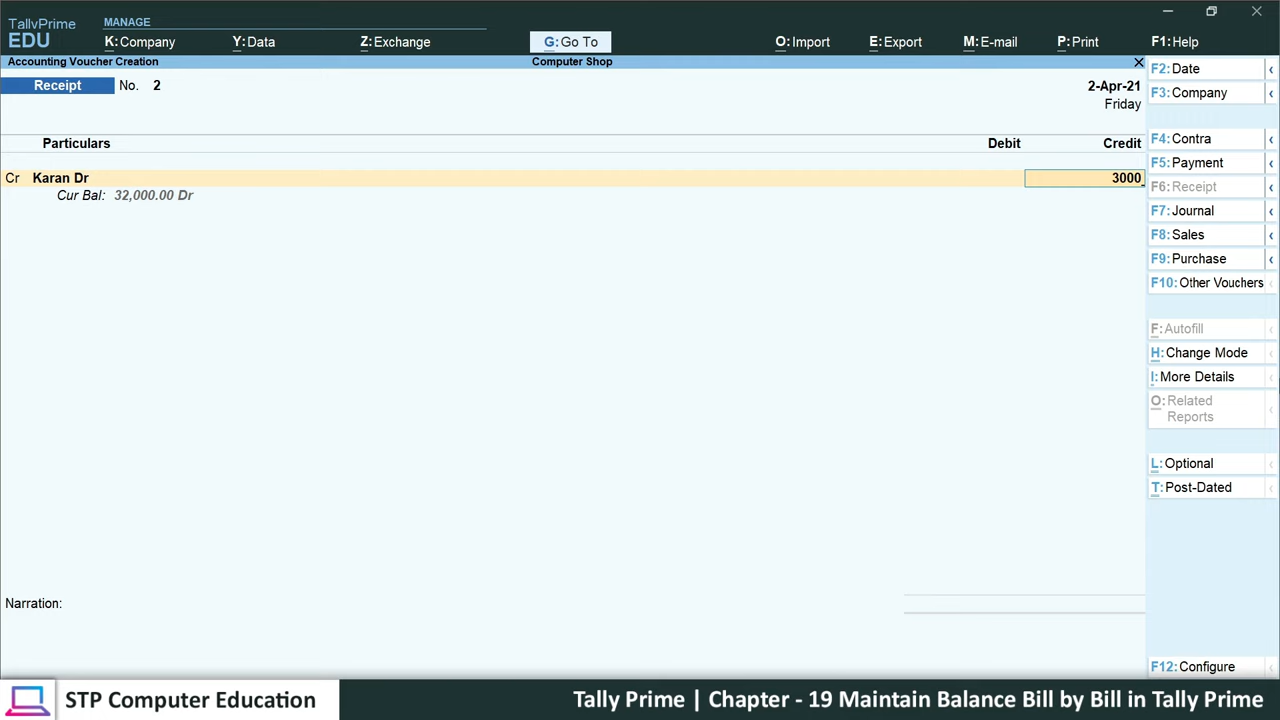 TallyPrime
EDU
MANAGE
K:Company
Y:Data
Z:Exchange
G:Go To
O:Import
E:Export
M:E-mail
P:Print
F1:Help
Accounting Voucher Creation
Computer Shop
Receipt No. 2
2-Apr-21
Friday
Particulars
Debit
Credit
Cr Karan Dr
3000
Cur Bal: 32,000.00 Dr
Narration:
F2:Date
F3:Company
F4:Contra
F5:Payment
F6:Receipt
F7:Journal
F8:Sales
F9:Purchase
F10:Other Vouchers
F:Autofill
H:Change Mode
I:More Details
O:Related
Reports
L:Optional
T:Post-Dated
F12:Configure
STP Computer Education
Tally Prime | Chapter - 19 Maintain Balance Bill by Bill in Tally Prime